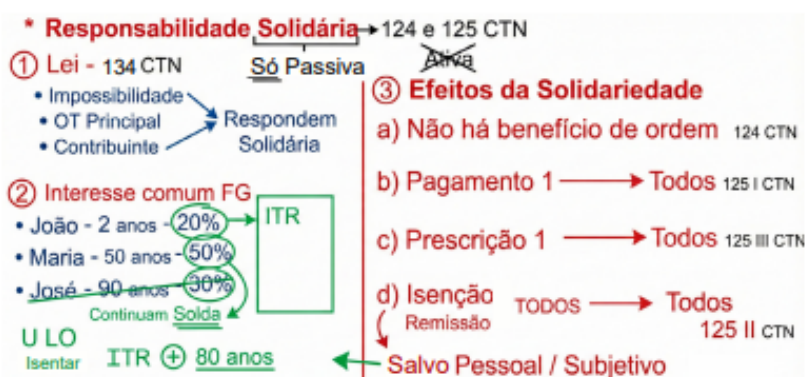 * Responsabilidade Solidária → 124 e 125 CTN
Só Passiva
Ativa
① Lei - 134 CTN
• Impossibilidade
• OT Principal
• Contribuinte
Respondem
Solidária
② Interesse comum FG
• João - 2 anos - 20% → ITR
• Maria - 50 anos - 50%
• José - 90 anos - 30%
Continuam Solda
U LO
Isentar
ITR ⊕ 80 anos
③ Efeitos da Solidariedade
a) Não há benefício de ordem 124 CTN
b) Pagamento 1 → Todos 125 I CTN
c) Prescrição 1 → Todos 125 III CTN
d) Isenção TODOS → Todos
Remissão
125 II CTN
Salvo Pessoal / Subjetivo